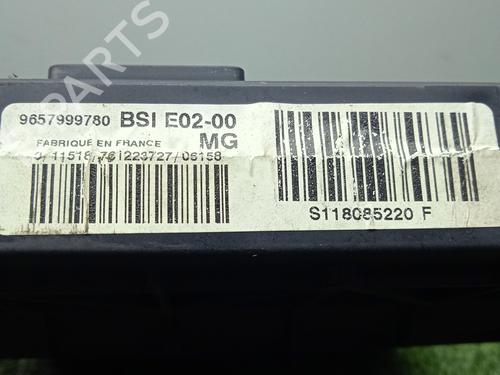 PARTS
9657999780 BSI E02-00
FABRIQUE EN FRANCE MG
S118085220 F